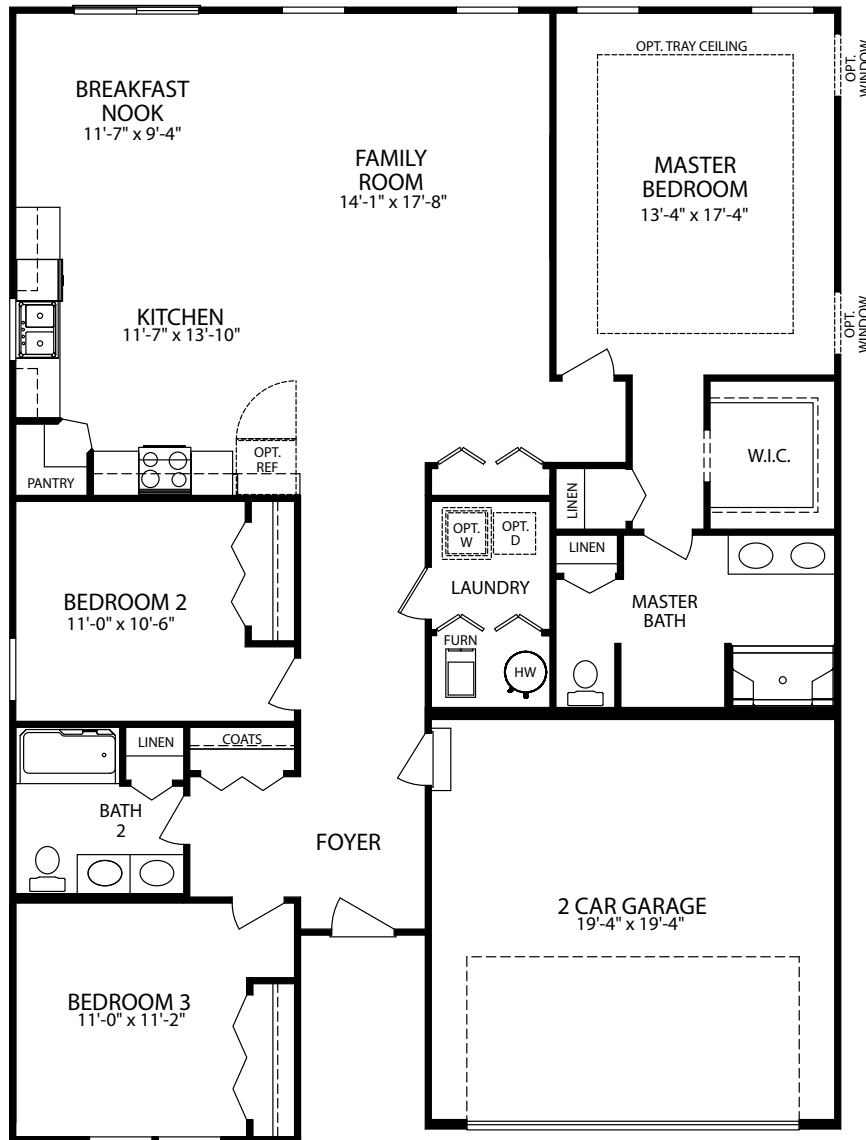 OPT. TRAY CEILING
OPT.
WINDOW
BREAKFAST
NOOK
11'-7" x 9'-4"
FAMILY
ROOM
14'-1" x 17'-8"
MASTER
BEDROOM
13'-4" x 17'-4"
KITCHEN
11'-7" x 13'-10"
OPT.
WINDOW
PANTRY
OPT.
REF
W.I.C.
LINEN
OPT.
W
OPT.
D
LINEN
LAUNDRY
BEDROOM 2
11'-0" x 10'-6"
MASTER
BATH
FURN
HW
LINEN
COATS
BATH
2
FOYER
2 CAR GARAGE
19'-4" x 19'-4"
BEDROOM 3
11'-0" x 11'-2"